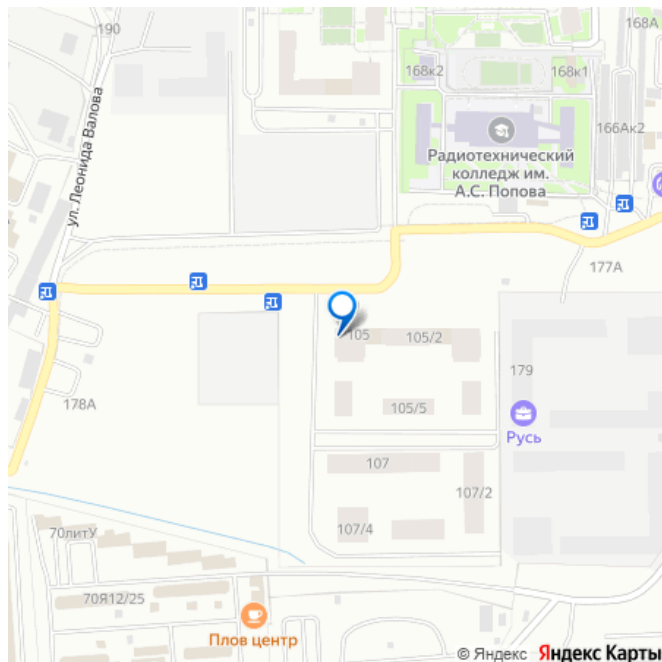 190
168А
168к2
168к1
166Ак2
ул. Леонида Валова
Радиотехнический
колледж им.
А.С. Попова
177А
105
105/2
179
178А
105/5
Русь
107
107/2
107/4
70литУ
70Я12/25
Плов центр
© Яндекс Яндекс Карты